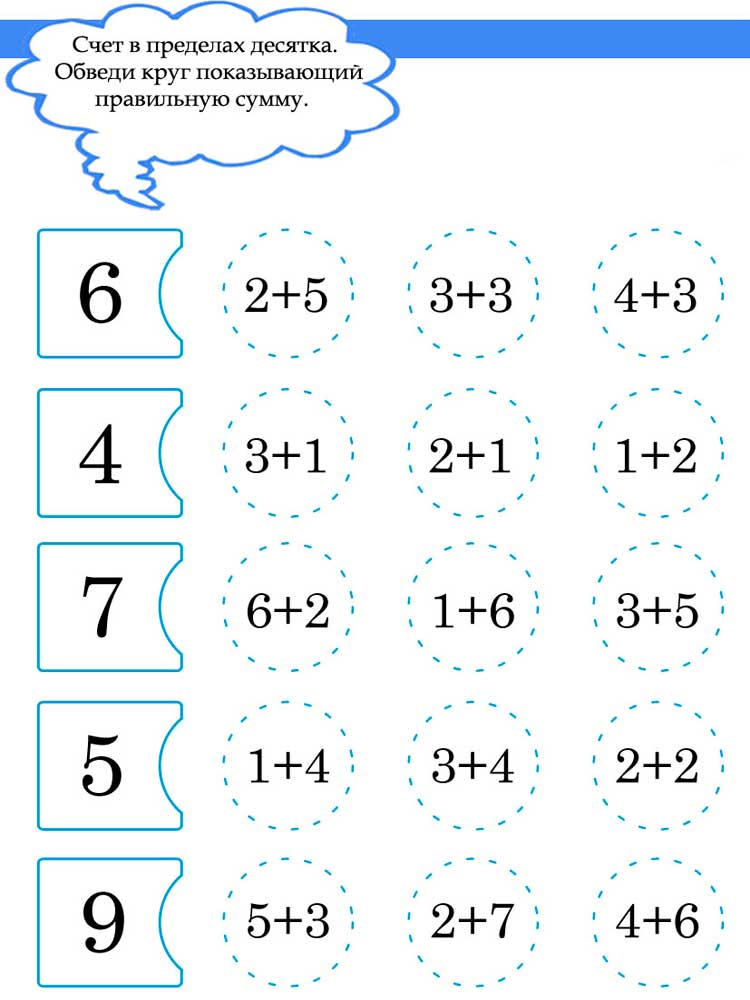 Счет в пределах десятка.
Обведи круг показывающий
правильную сумму.
6 2+5 3+3 4+3
4 3+1 2+1 1+2
7 6+2 1+6 3+5
5 1+4 3+4 2+2
9 5+3 2+7 4+6